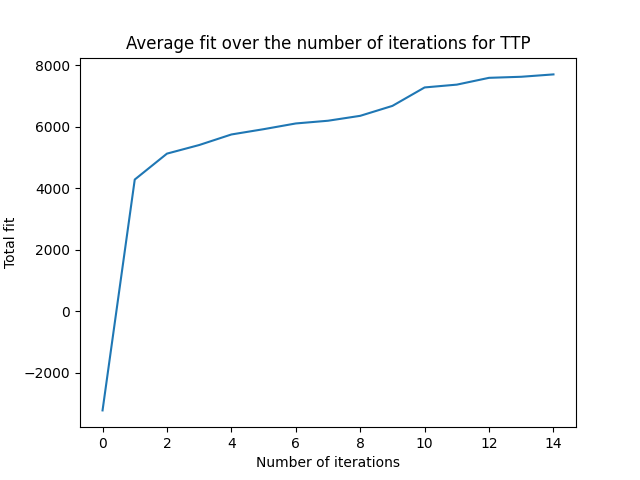 Average fit over the number of iterations for TTP
8000
6000
4000
2000
0
−2000
Total fit
0 2 4 6 8 10 12 14
Number of iterations